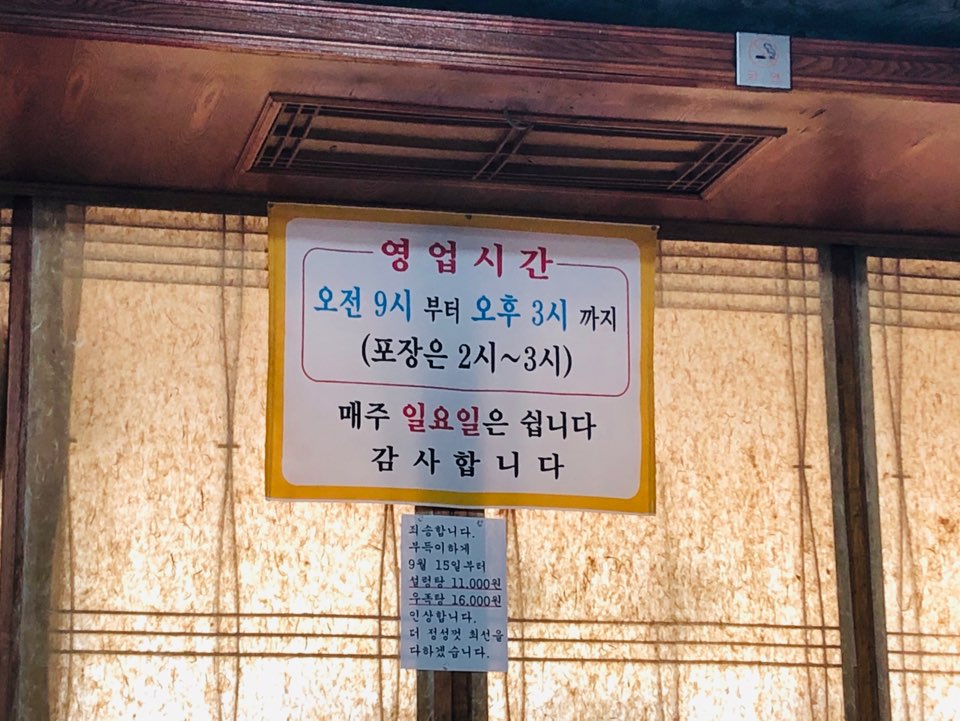 금 연
영업시간
오전 9시 부터 오후 3시 까지
(포장은 2시~3시)
매주 일요일은 쉽니다
감사합니다
죄송합니다.
부득이하게
9월 15일부터
설렁탕 11,000원
우족탕 16,000원
인상합니다.
더 정성껏 최선을
다하겠습니다.